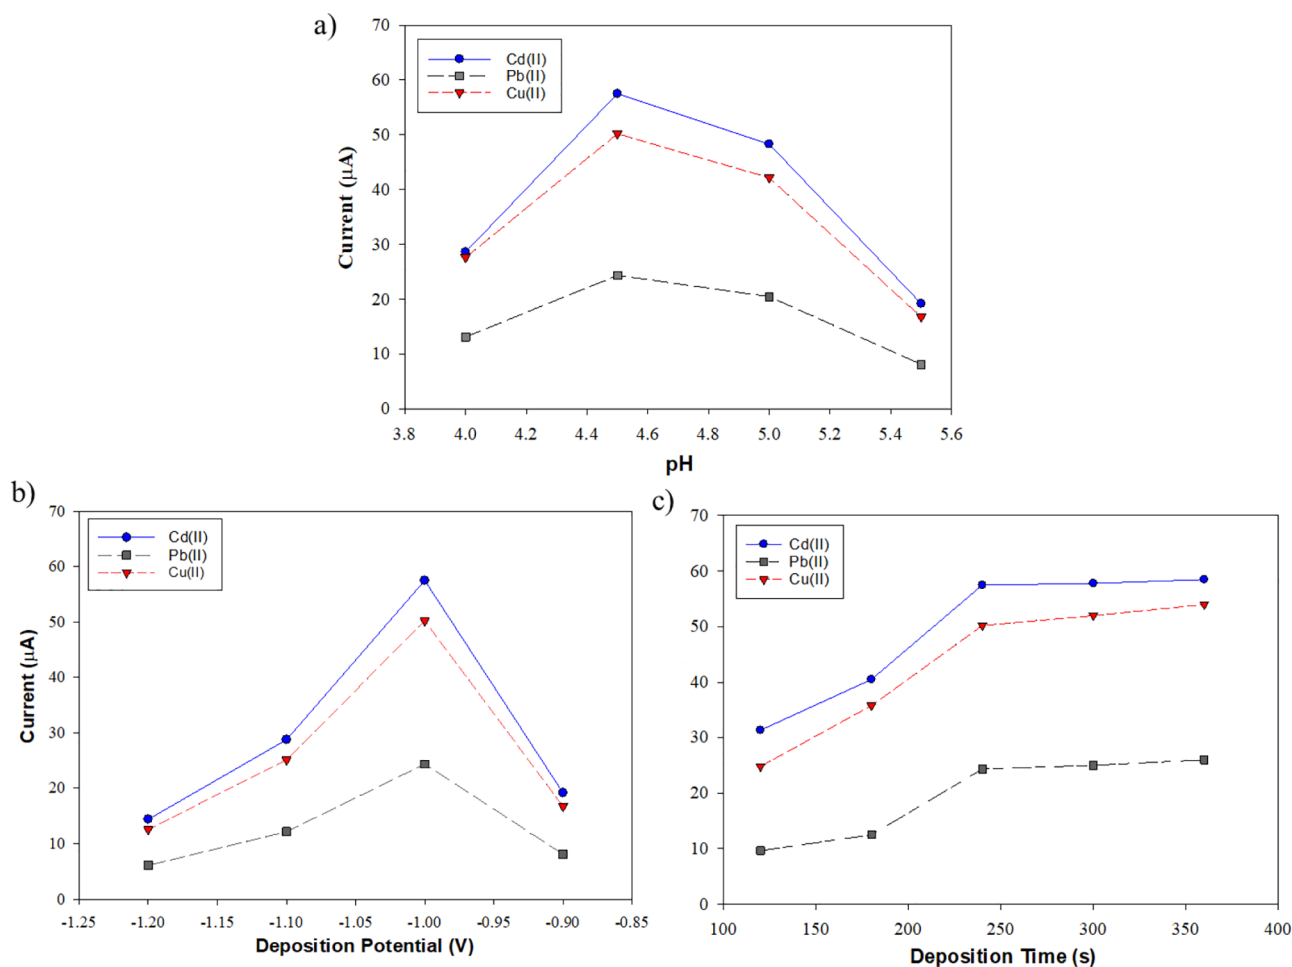 a)
70
60
50
40
30
20
10
0
Current (μA)
Cd(II)
Pb(II)
Cu(II)
3.8 4.0 4.2 4.4 4.6 4.8 5.0 5.2 5.4 5.6
pH
b)
70
60
50
40
30
20
10
0
Current (μA)
Cd(II)
Pb(II)
Cu(II)
-1.25 -1.20 -1.15 -1.10 -1.05 -1.00 -0.95 -0.90 -0.85
Deposition Potential (V)
c)
70
60
50
40
30
20
10
0
Cd(II)
Pb(II)
Cu(II)
100 150 200 250 300 350 400
Deposition Time (s)